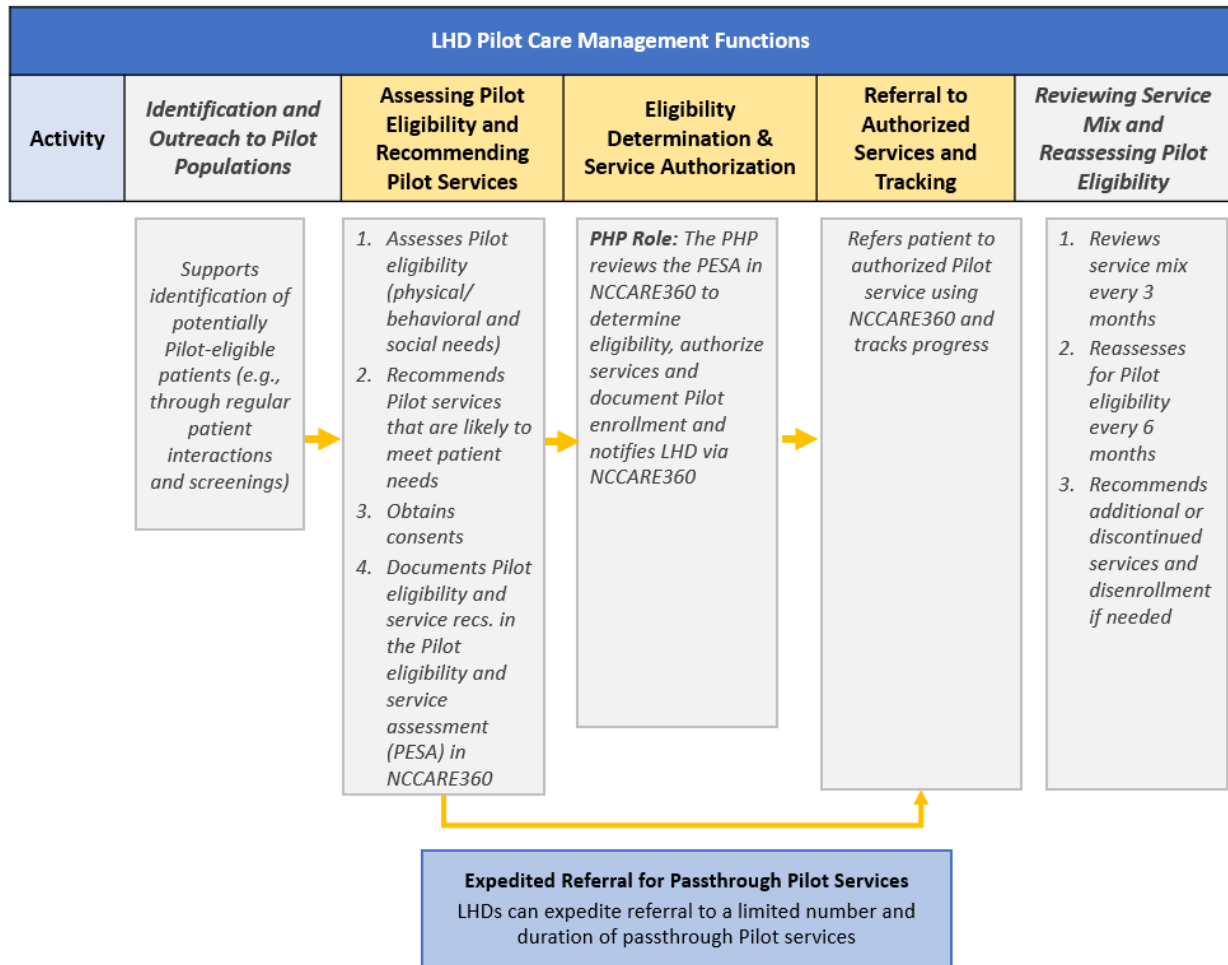 LHD Pilot Care Management Functions
Activity
Identification and
Outreach to Pilot
Populations
Assessing Pilot
Eligibility and
Recommending
Pilot Services
Eligibility
Determination &
Service Authorization
Referral to
Authorized
Services and
Tracking
Reviewing Service
Mix and
Reassessing Pilot
Eligibility
Supports
identification of
potentially
Pilot-eligible
patients (e.g.,
through regular
patient
interactions
and screenings)
1. Assesses Pilot
eligibility
(physical/
behavioral and
social needs)
2. Recommends
Pilot services
that are likely to
meet patient
needs
3. Obtains
consents
4. Documents Pilot
eligibility and
service recs. in
the Pilot
eligibility and
service
assessment
(PESA) in
NCCARE360
PHP Role: The PHP
reviews the PESA in
NCCARE360 to
determine
eligibility, authorize
services and
document Pilot
enrollment and
notifies LHD via
NCCARE360
Refers patient to
authorized Pilot
service using
NCCARE360 and
tracks progress
1. Reviews
service mix
every 3
months
2. Reassesses
for Pilot
eligibility
every 6
months
3. Recommends
additional or
discontinued
services and
disenrollment
if needed
Expedited Referral for Passthrough Pilot Services
LHDs can expedite referral to a limited number and
duration of passthrough Pilot services